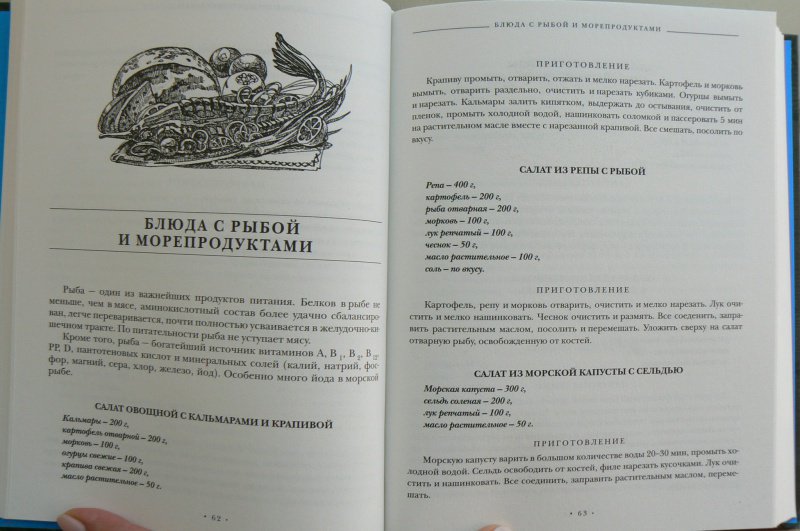 БЛЮДА С РЫБОЙ
И МОРЕПРОДУКТАМИ
Рыба – один из важнейших продуктов питания. Белков в рыбе не
меньше, чем в мясе, аминокислотный состав более удачно сбалансиро-
ван, легче переваривается, почти полностью усваивается в желудочно-ки-
шечном тракте. По питательности рыба не уступает мясу.
Кроме того, рыба – богатейший источник витаминов А, В1, В2, В12,
РР, D, пантотеновых кислот и минеральных солей (калий, натрий, фос-
фор, магний, сера, хлор, железо, йод). Особенно много йода в морской
рыбе.
САЛАТ ОВОЩНОЙ С КАЛЬМАРАМИ И КРАПИВОЙ
Кальмары – 200 г,
картофель отварной – 200 г,
морковь – 100 г,
огурцы свежие – 100 г,
крапива свежая – 200 г,
масло растительное – 50 г.
• 62 •
БЛЮДА С РЫБОЙ И МОРЕПРОДУКТАМИ
ПРИГОТОВЛЕНИЕ
Крапиву промыть, отварить, отжать и мелко нарезать. Картофель и морковь
вымыть, отварить раздельно, очистить и нарезать кубиками. Огурцы вымыть
и нарезать. Кальмары залить кипятком, выдержать до остывания, очистить от
пленок, промыть холодной водой, нашинковать соломкой и пассеровать 5 мин
на растительном масле вместе с нарезанной крапивой. Все смешать, посолить по
вкусу.
САЛАТ ИЗ РЕПЫ С РЫБОЙ
Репа – 400 г,
картофель – 200 г,
рыба отварная – 200 г,
морковь – 100 г,
лук репчатый – 100 г,
чеснок – 50 г,
масло растительное – 100 г,
соль – по вкусу.
ПРИГОТОВЛЕНИЕ
Картофель, репу и морковь отварить, очистить и мелко нарезать. Лук очи-
стить и мелко нашинковать. Чеснок очистить и размять. Все соединить, запра-
вить растительным маслом, посолить и перемешать. Уложить сверху на салат
отварную рыбу, освобожденную от костей.
САЛАТ ИЗ МОРСКОЙ КАПУСТЫ С СЕЛЬДЬЮ
Морская капуста – 300 г,
сельдь соленая – 200 г,
лук репчатый – 100 г,
масло растительное – 50 г.
ПРИГОТОВЛЕНИЕ
Морскую капусту варить в большом количестве воды 20–30 мин, промыть хо-
лодной водой. Сельдь освободить от костей, филе нарезать кусочками. Лук очи-
стить и нашинковать. Все соединить, заправить растительным маслом, переме-
шать.
• 63 •